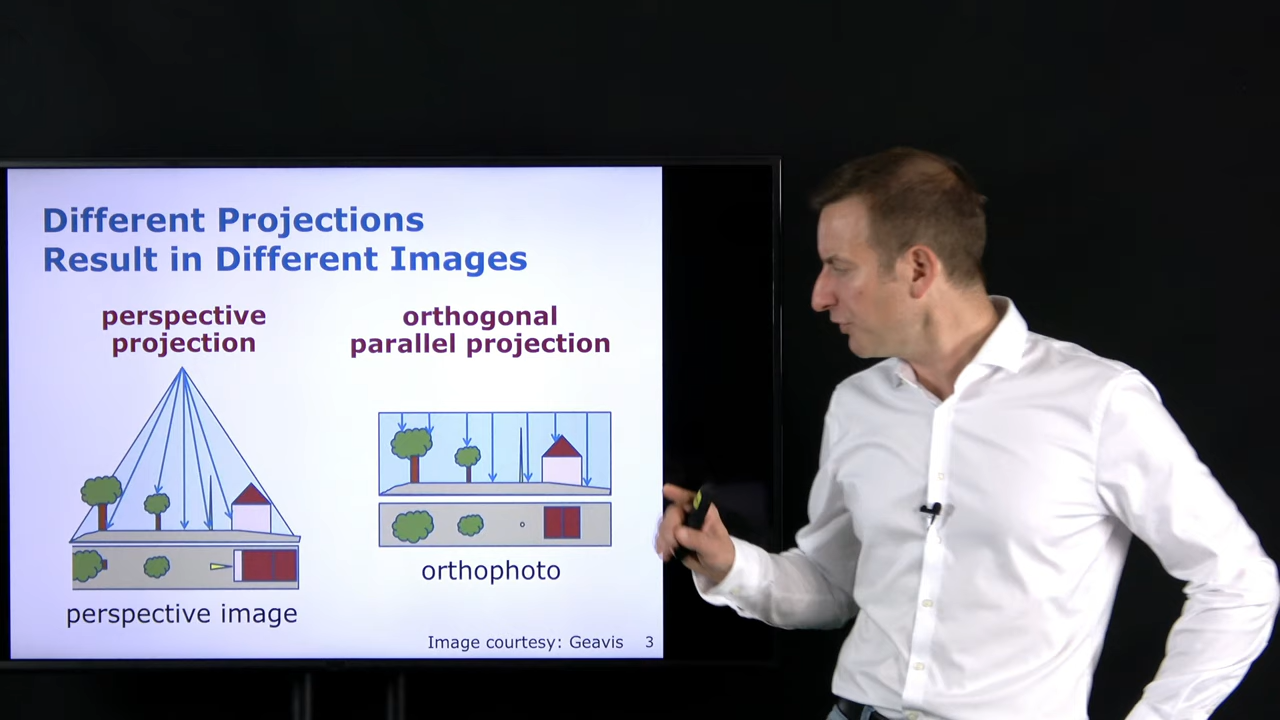 Different Projections
Result in Different Images
perspective
projection
orthogonal
parallel projection
perspective image
orthophoto
Image courtesy: Geavis 3